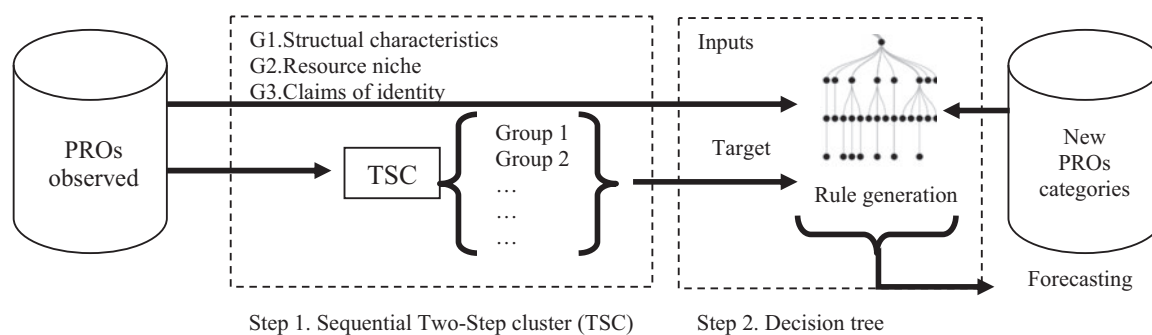 G1.Structual characteristics
G2.Resource niche
G3.Claims of identity
PROs
observed
TSC
Group 1
Group 2
…
…
…
Inputs
Target
Rule generation
New
PROs
categories
Forecasting
Step 1. Sequential Two-Step cluster (TSC)
Step 2. Decision tree